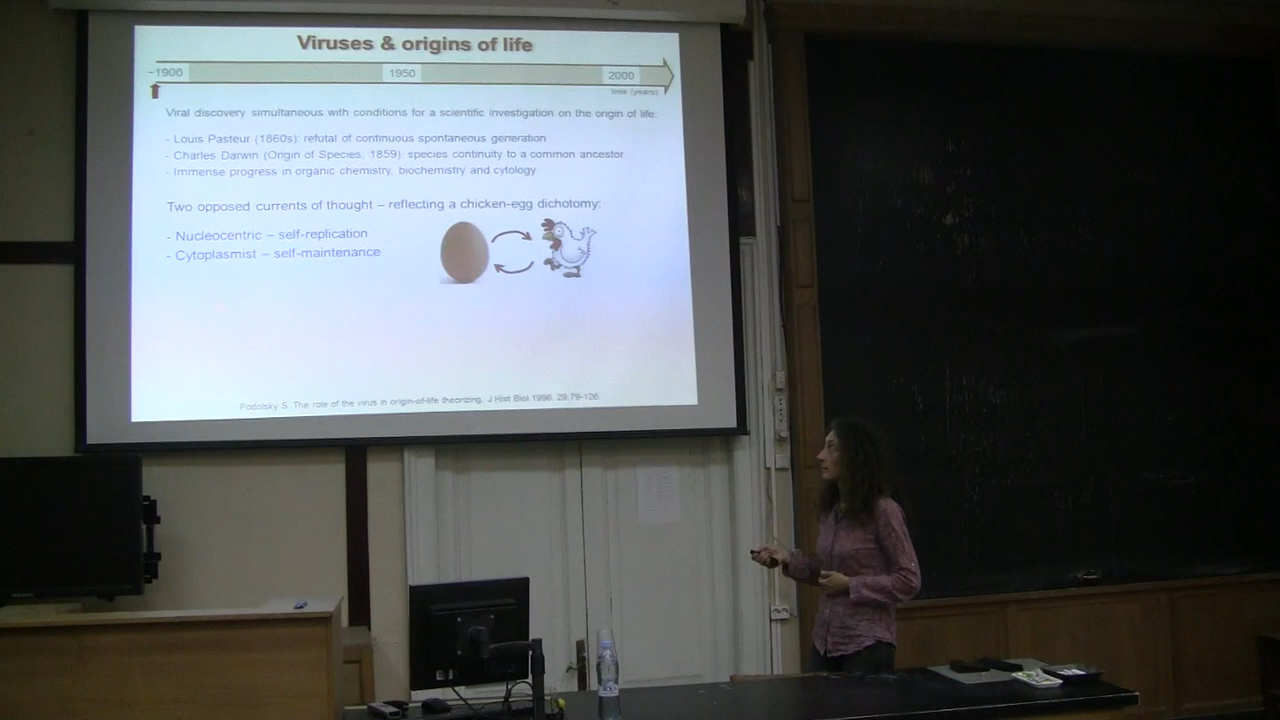 Viruses & origins of life
~1900
1950
2000
time (years)
Viral discovery simultaneous with conditions for a scientific investigation on the origin of life:
- Louis Pasteur (1860s): refutal of continuous spontaneous generation
- Charles Darwin (Origin of Species, 1859): species continuity to a common ancestor
- Immense progress in organic chemistry, biochemistry and cytology
Two opposed currents of thought – reflecting a chicken-egg dichotomy:
- Nucleocentric – self-replication
- Cytoplasmist – self-maintenance
Podolsky S. The role of the virus in origin-of-life theorizing. J Hist Biol 1996. 29:79-126.